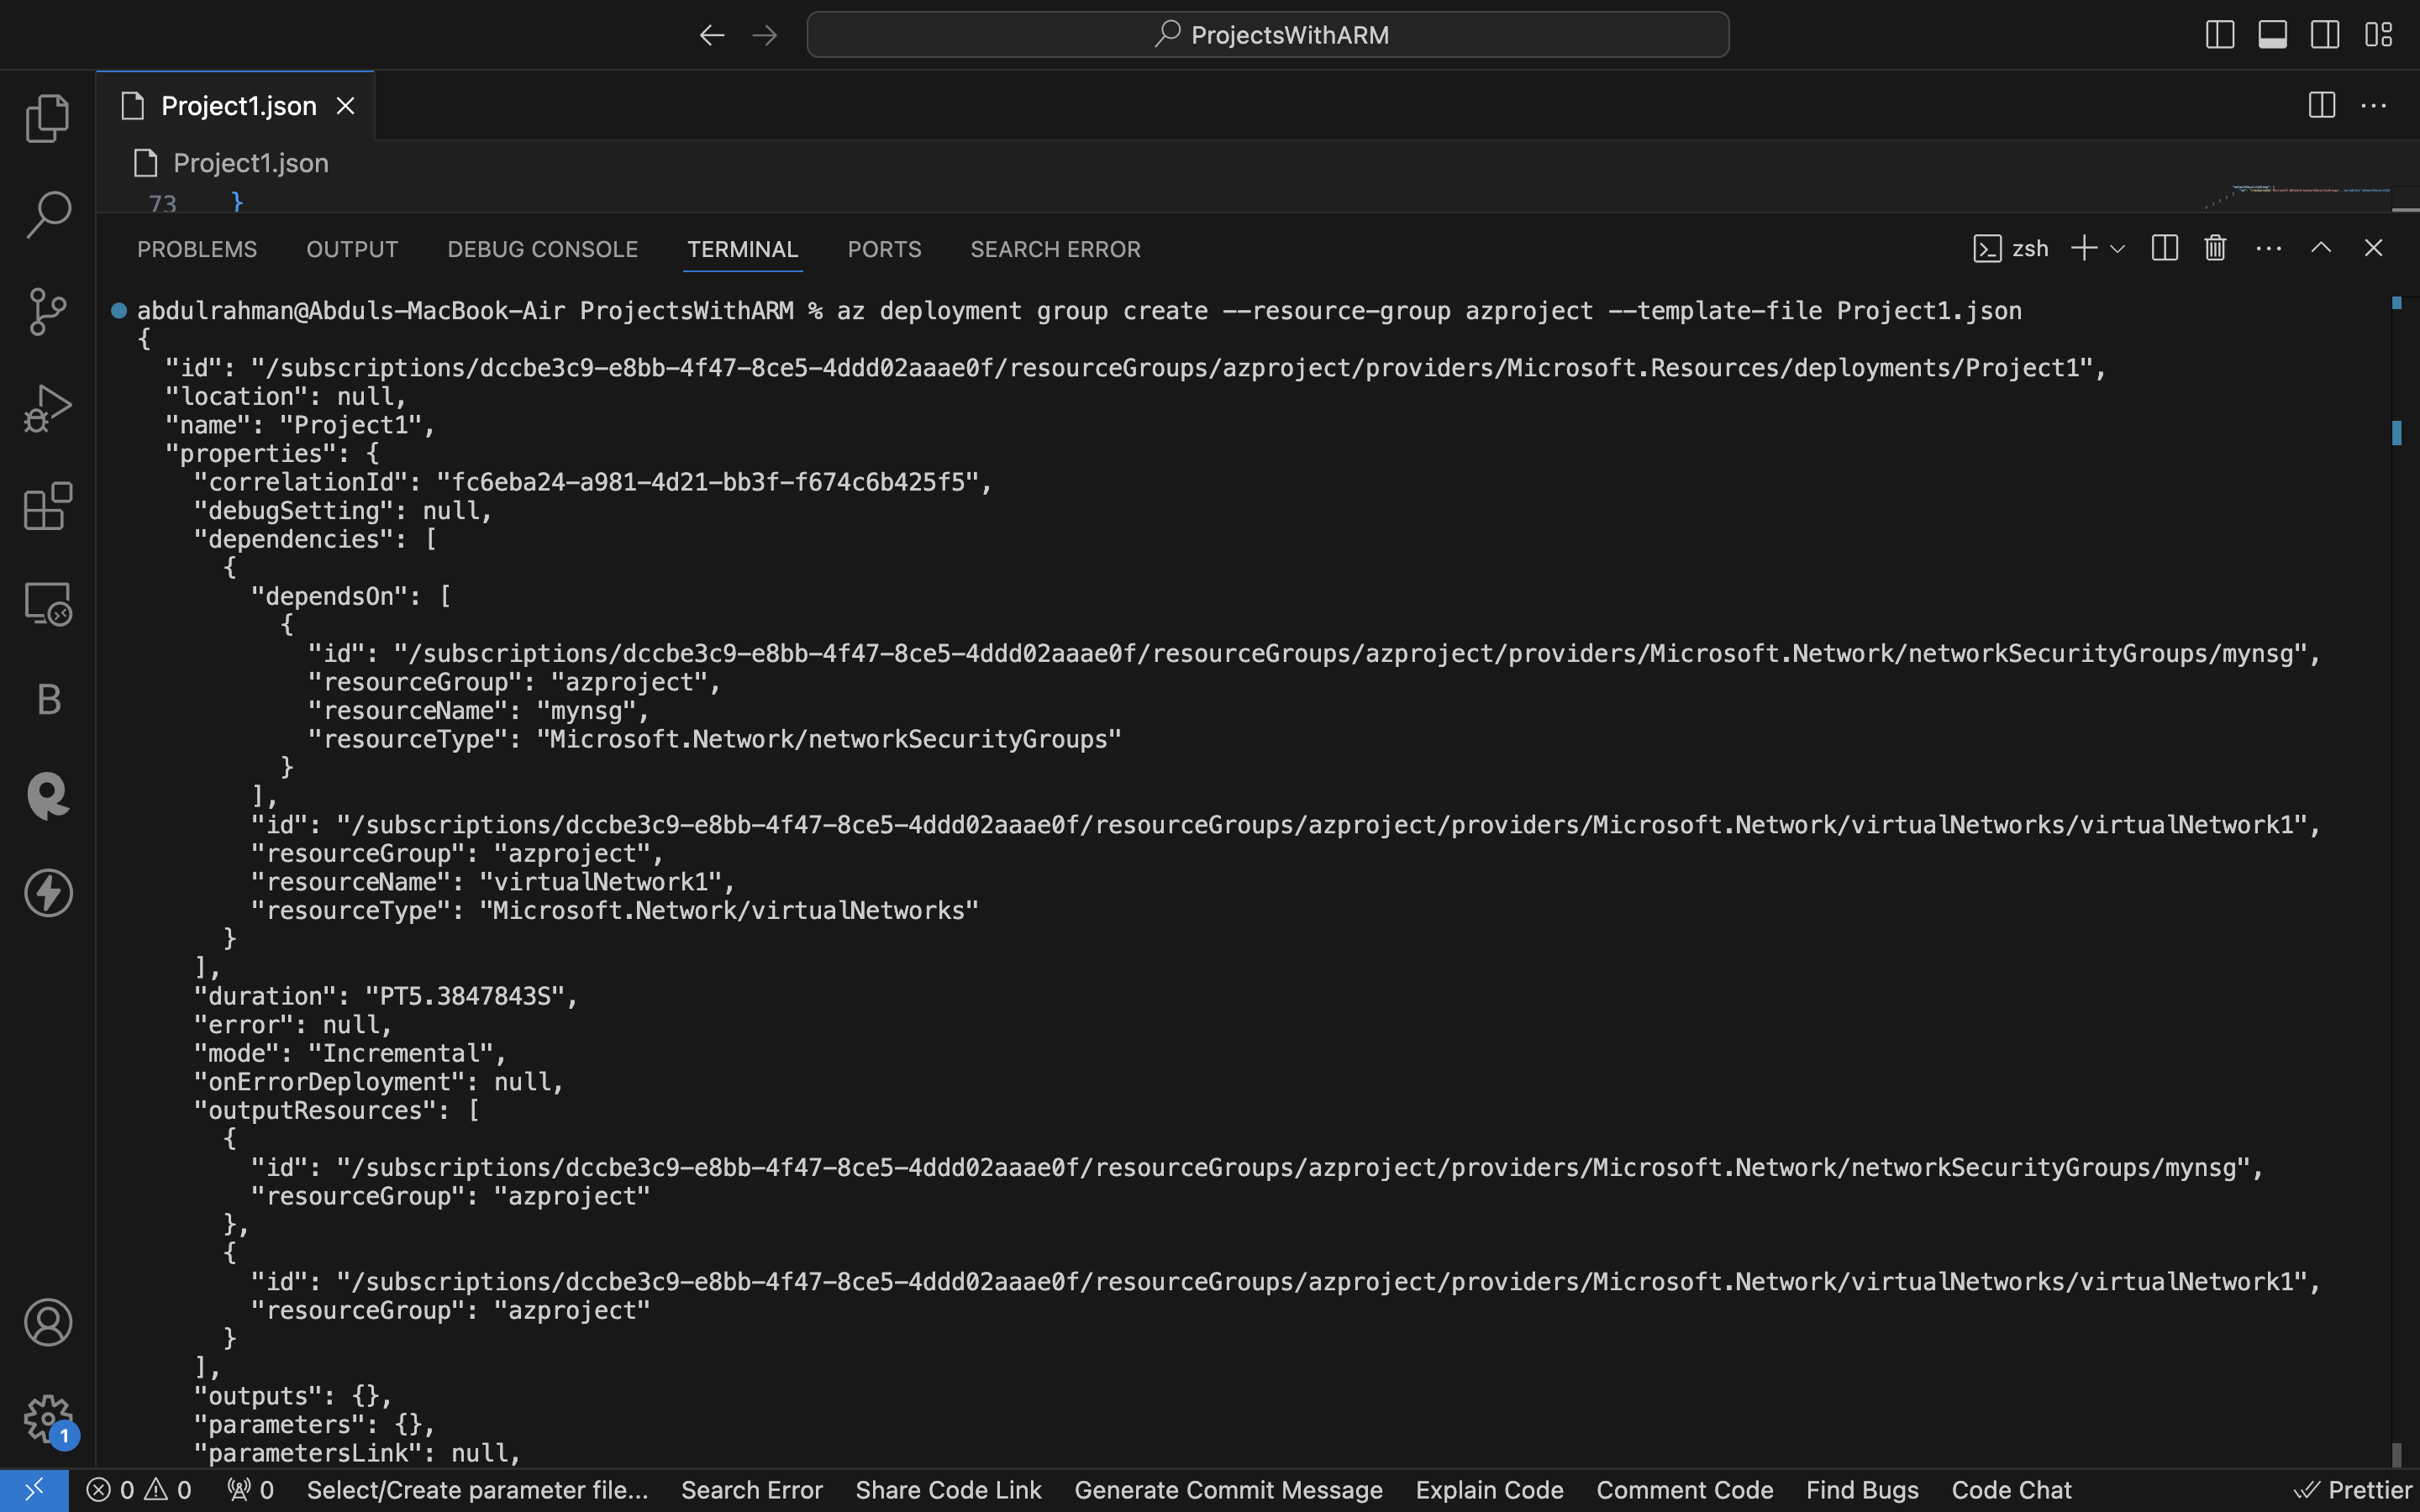 ProjectsWithARM
Project1.json
Project1.json
73 }
PROBLEMS OUTPUT DEBUG CONSOLE TERMINAL PORTS SEARCH ERROR zsh
abdulrahman@Abduls-MacBook-Air ProjectsWithARM % az deployment group create --resource-group azproject --template-file Project1.json
{
  "id": "/subscriptions/dccbe3c9-e8bb-4f47-8ce5-4ddd02aaae0f/resourceGroups/azproject/providers/Microsoft.Resources/deployments/Project1",
  "location": null,
  "name": "Project1",
  "properties": {
    "correlationId": "fc6eba24-a981-4d21-bb3f-f674c6b425f5",
    "debugSetting": null,
    "dependencies": [
      {
        "dependsOn": [
          {
            "id": "/subscriptions/dccbe3c9-e8bb-4f47-8ce5-4ddd02aaae0f/resourceGroups/azproject/providers/Microsoft.Network/networkSecurityGroups/mynsg",
            "resourceGroup": "azproject",
            "resourceName": "mynsg",
            "resourceType": "Microsoft.Network/networkSecurityGroups"
          }
        ],
        "id": "/subscriptions/dccbe3c9-e8bb-4f47-8ce5-4ddd02aaae0f/resourceGroups/azproject/providers/Microsoft.Network/virtualNetworks/virtualNetwork1",
        "resourceGroup": "azproject",
        "resourceName": "virtualNetwork1",
        "resourceType": "Microsoft.Network/virtualNetworks"
      }
    ],
    "duration": "PT5.3847843S",
    "error": null,
    "mode": "Incremental",
    "onErrorDeployment": null,
    "outputResources": [
      {
        "id": "/subscriptions/dccbe3c9-e8bb-4f47-8ce5-4ddd02aaae0f/resourceGroups/azproject/providers/Microsoft.Network/networkSecurityGroups/mynsg",
        "resourceGroup": "azproject"
      },
      {
        "id": "/subscriptions/dccbe3c9-e8bb-4f47-8ce5-4ddd02aaae0f/resourceGroups/azproject/providers/Microsoft.Network/virtualNetworks/virtualNetwork1",
        "resourceGroup": "azproject"
      }
    ],
    "outputs": {},
    "parameters": {},
    "parametersLink": null,
B
1
0 0 0 Select/Create parameter file... Search Error Share Code Link Generate Commit Message Explain Code Comment Code Find Bugs Code Chat Prettier